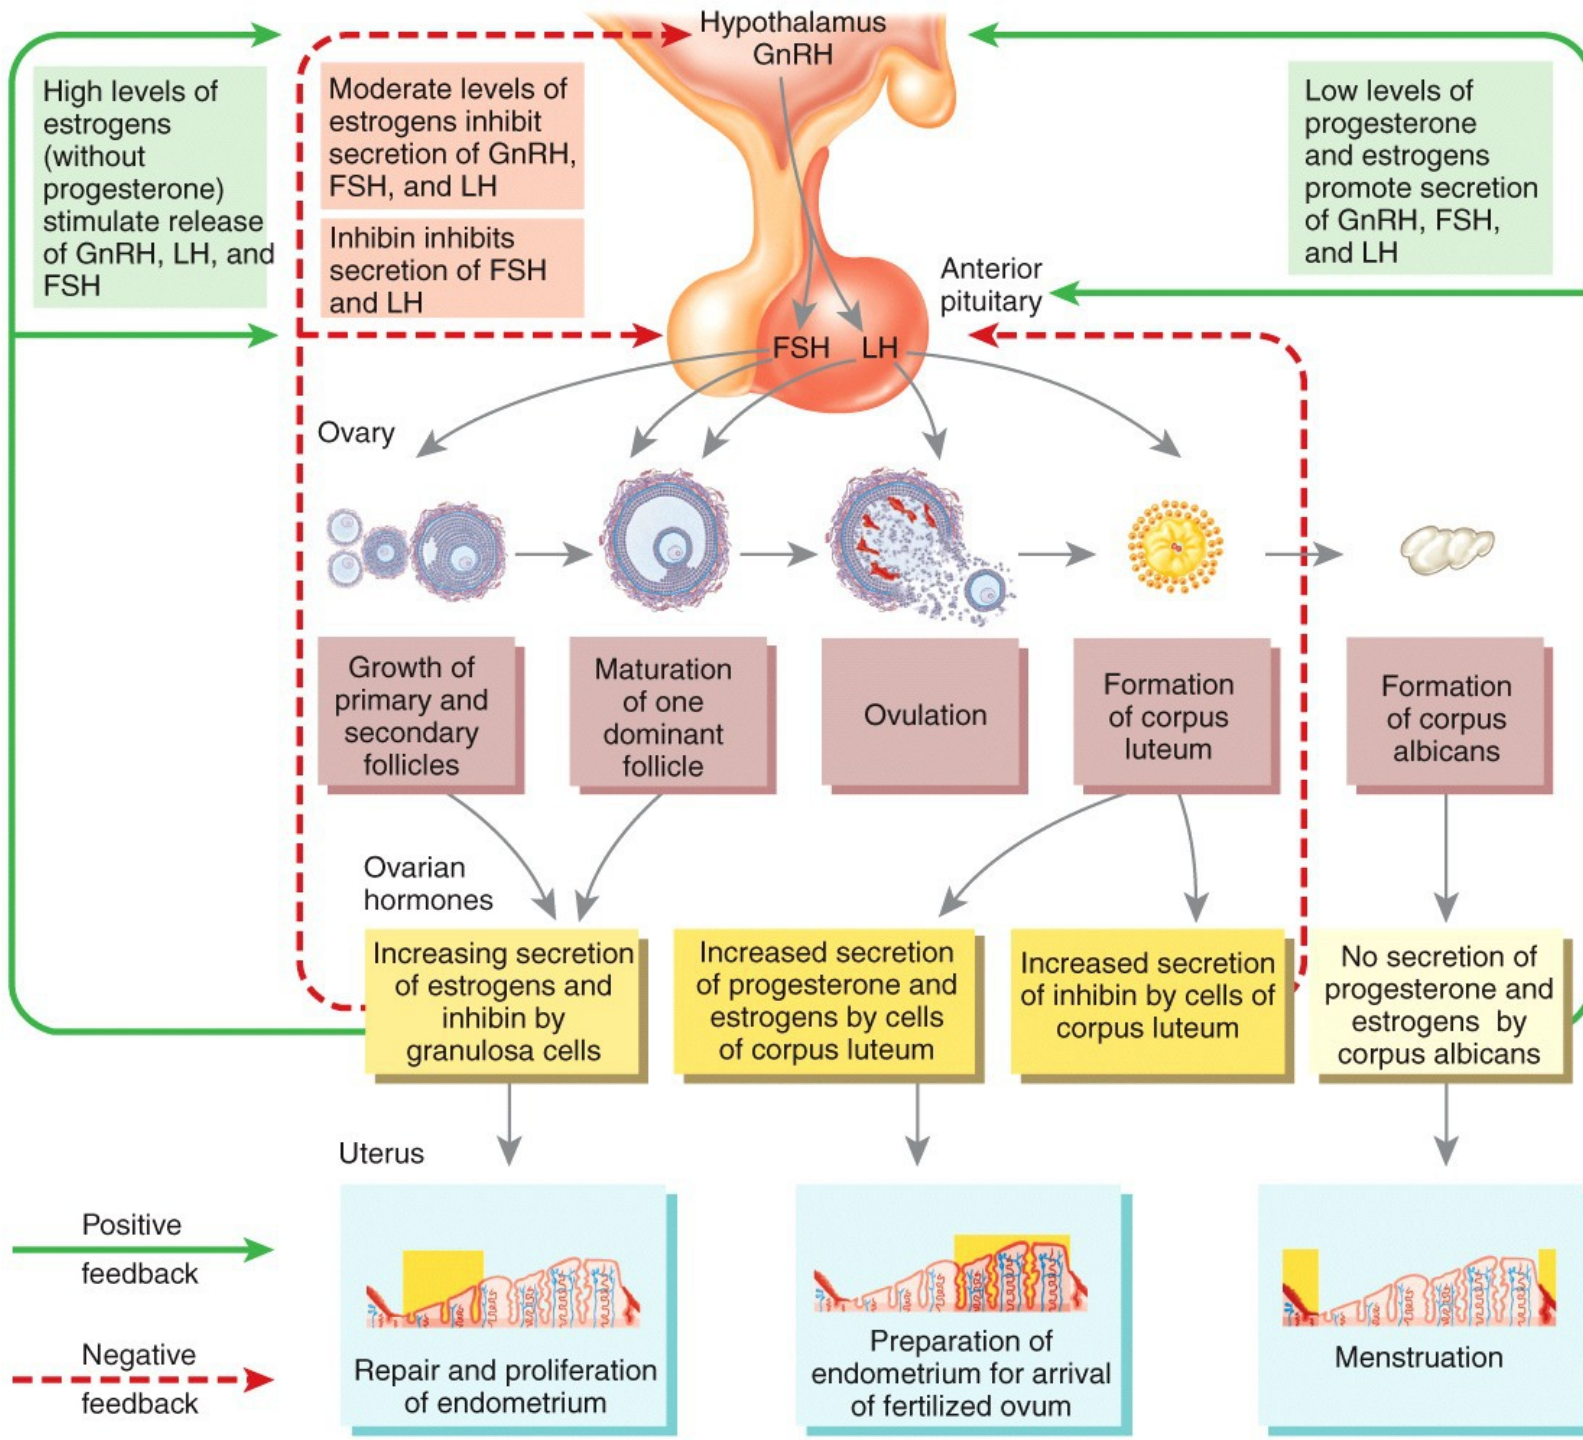 Hypothalamus
GnRH
High levels of
estrogens
(without
progesterone)
stimulate release
of GnRH, LH, and
FSH
Moderate levels of
estrogens inhibit
secretion of GnRH,
FSH, and LH
Inhibin inhibits
secretion of FSH
and LH
Low levels of
progesterone
and estrogens
promote secretion
of GnRH, FSH,
and LH
Anterior
pituitary
FSH
LH
Ovary
Growth of
primary and
secondary
follicles
Maturation
of one
dominant
follicle
Ovulation
Formation
of corpus
luteum
Formation
of corpus
albicans
Ovarian
hormones
Increasing secretion
of estrogens and
inhibin by
granulosa cells
Increased secretion
of progesterone and
estrogens by cells
of corpus luteum
Increased secretion
of inhibin by cells of
corpus luteum
No secretion of
progesterone and
estrogens by
corpus albicans
Uterus
Positive
feedback
Negative
feedback
Repair and proliferation
of endometrium
Preparation of
endometrium for arrival
of fertilized ovum
Menstruation